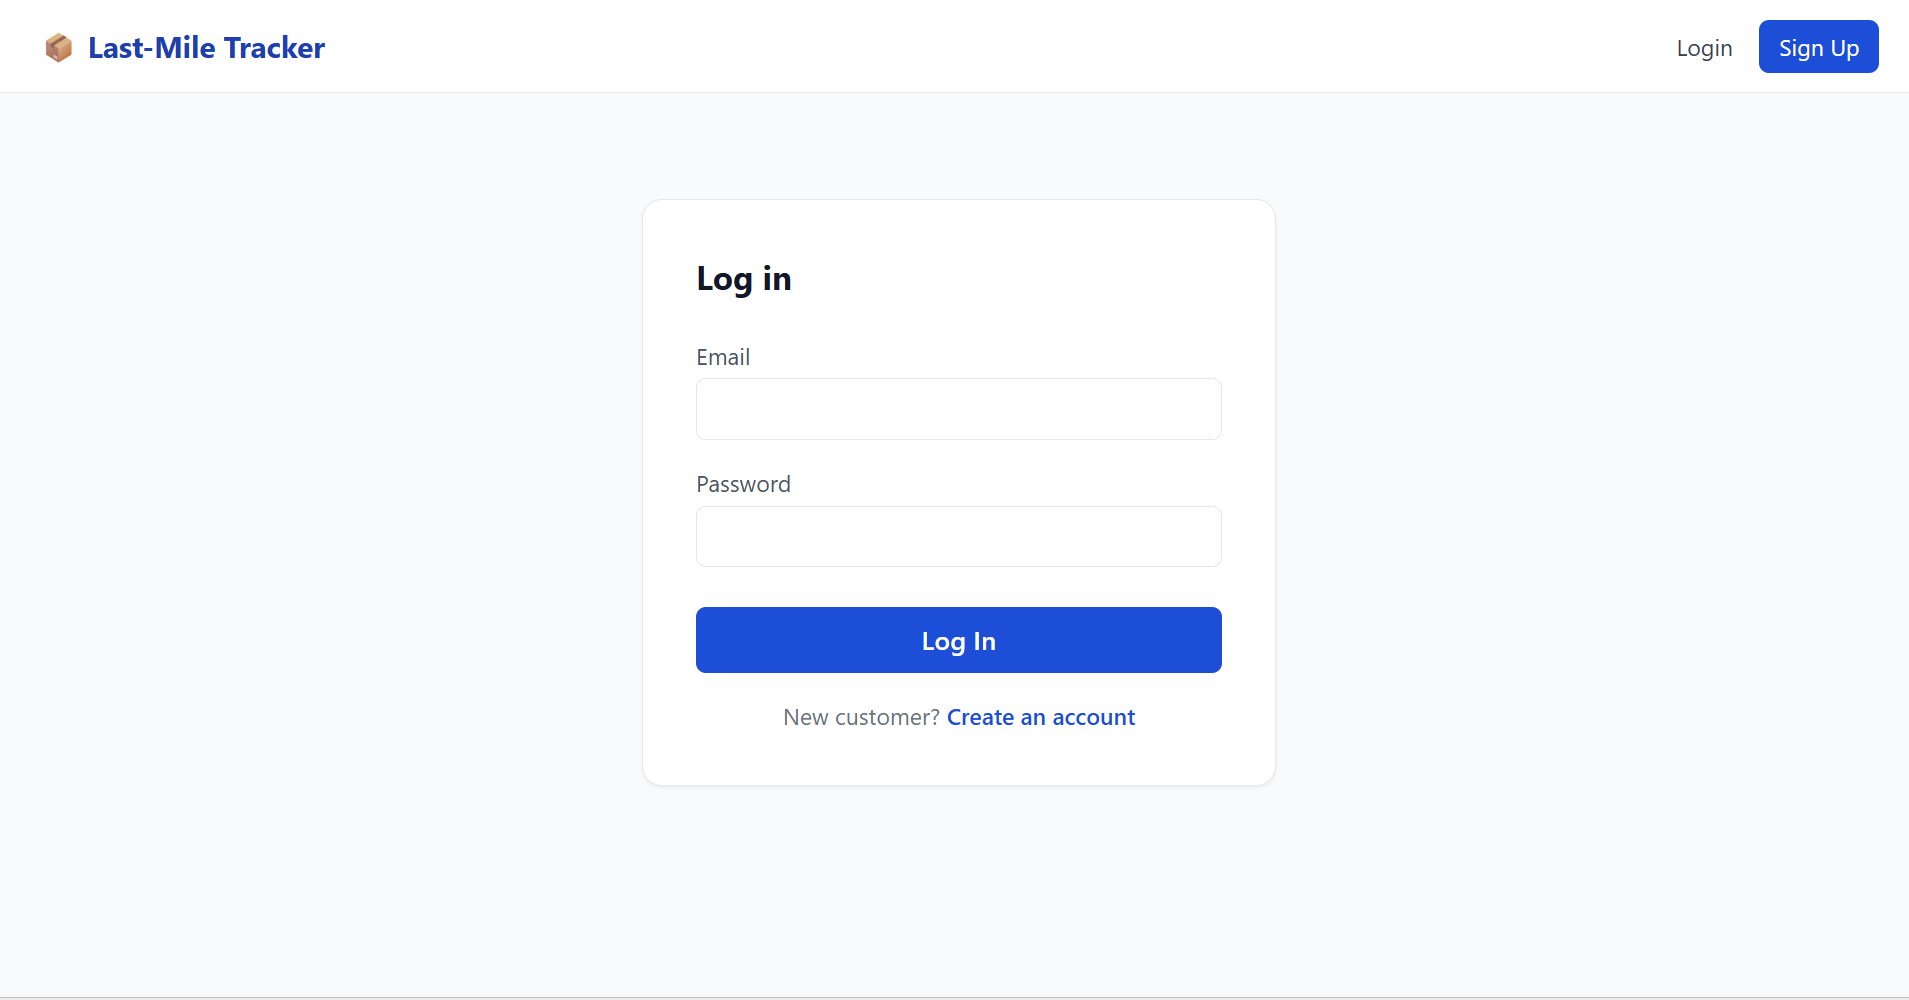 Last-Mile Tracker
Login
Sign Up
Log in
Email
Password
Log In
New customer? Create an account